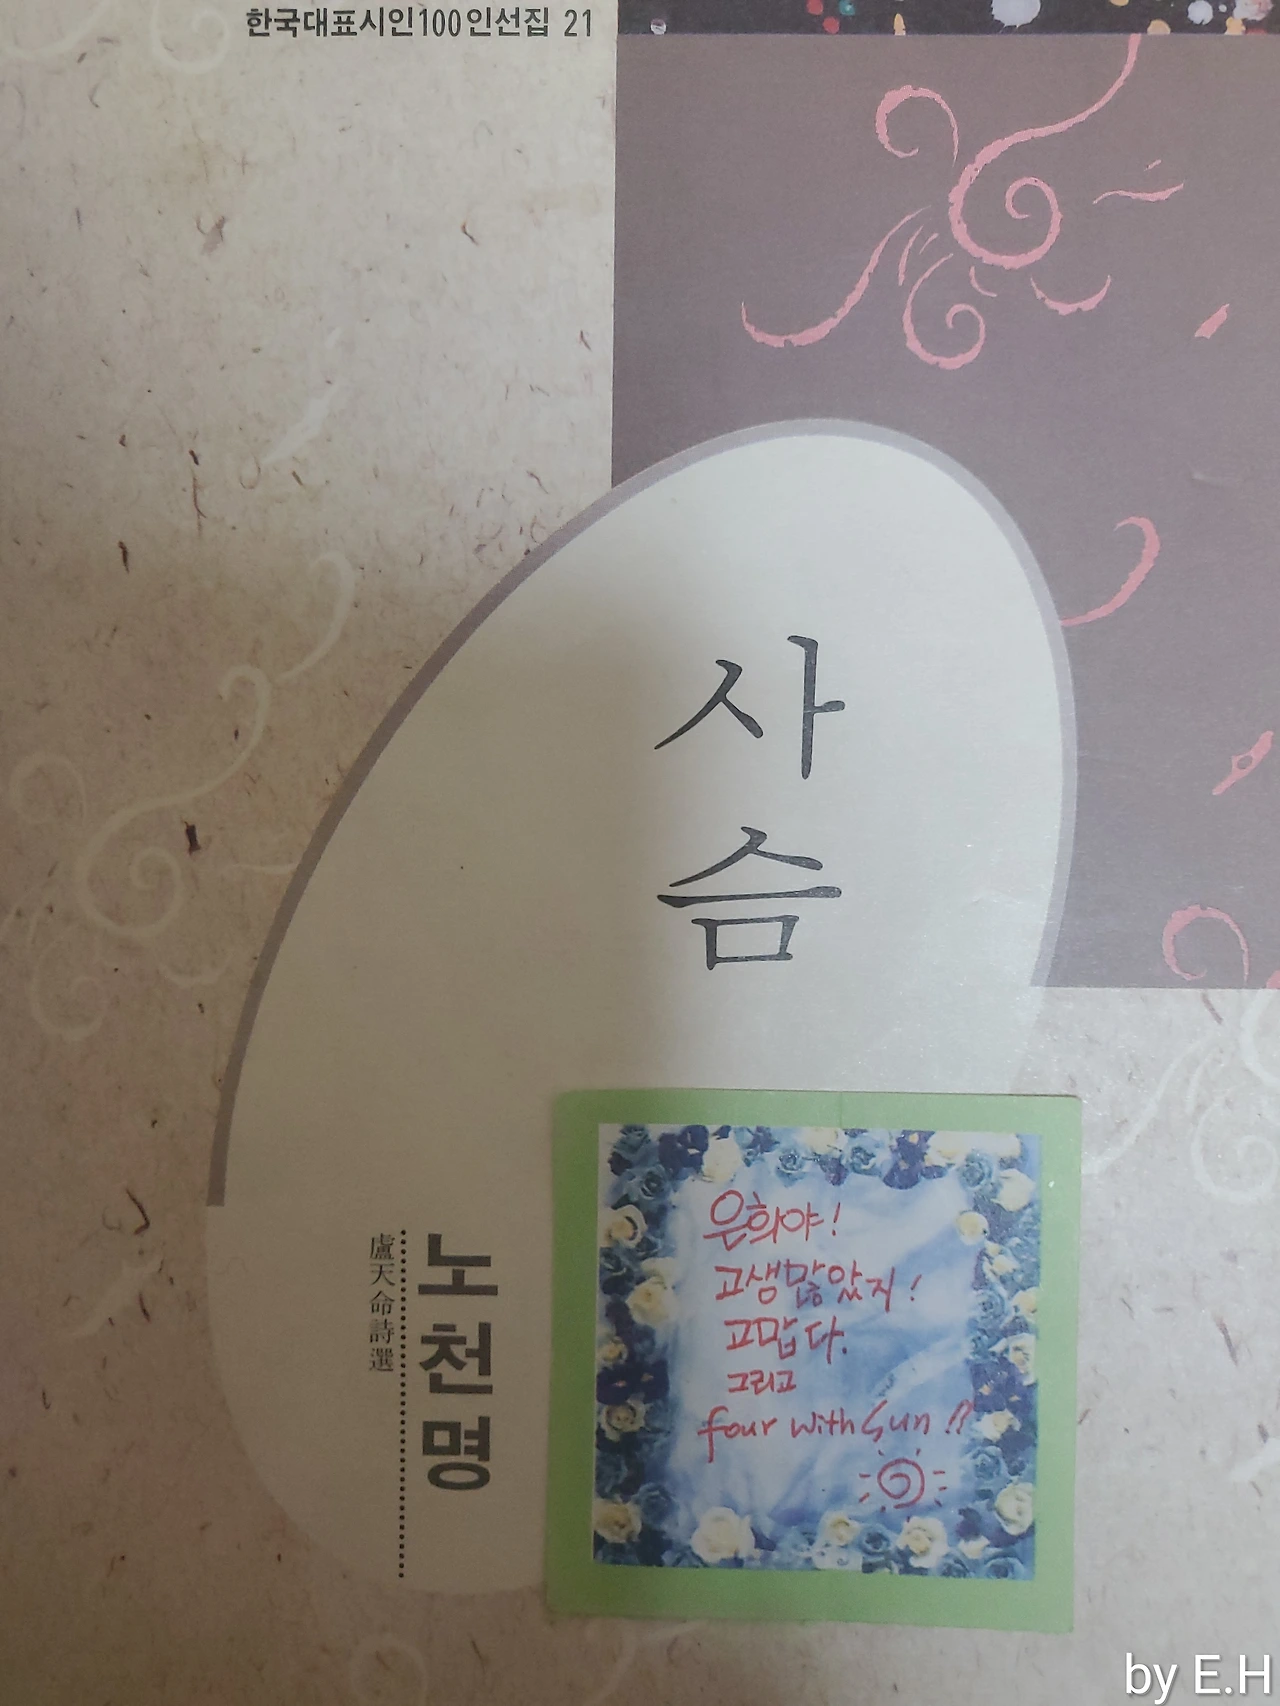 한국대표시인100인선집 21
사슴
노천명
盧天命詩選
은희야!
고생많았지!
고맙다.
그리고
four with Sun!!
by E.H